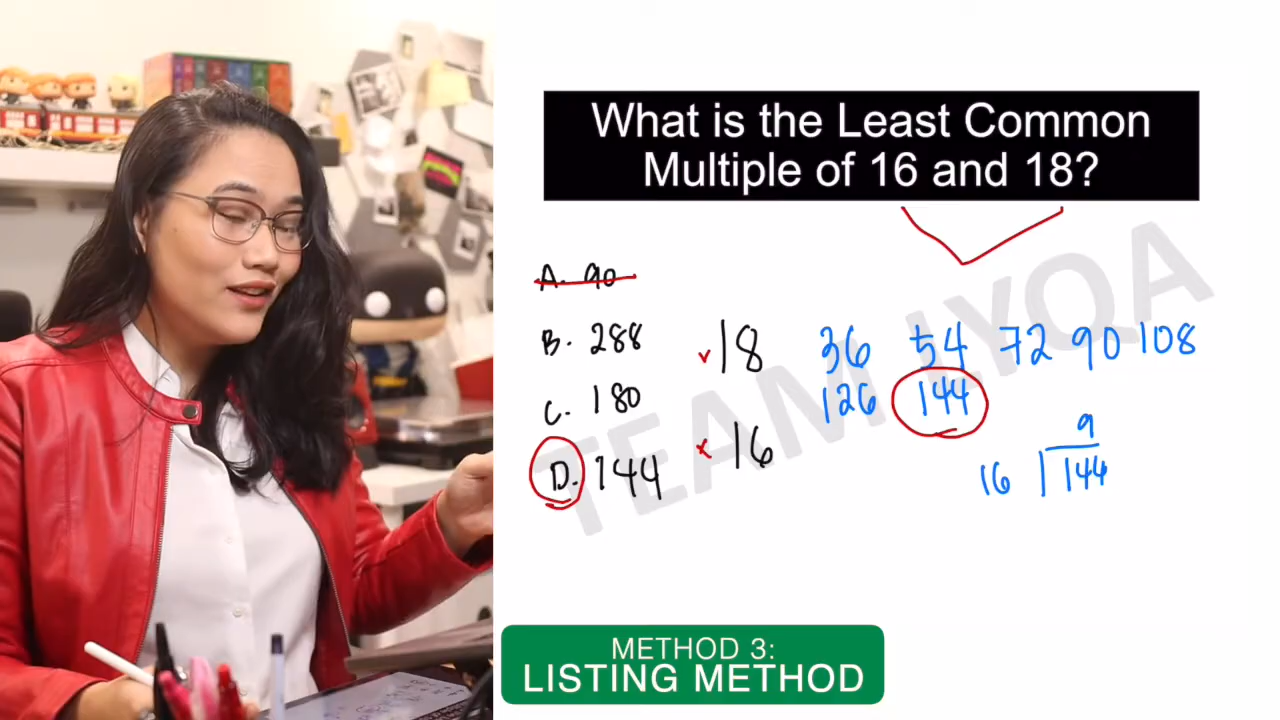 What is the Least Common
Multiple of 16 and 18?
A. 90
B. 288
C. 180
D. 144
18 36 54 72 90 108
126 144
16
9
16 144
TEAM LYQA
METHOD 3:
LISTING METHOD